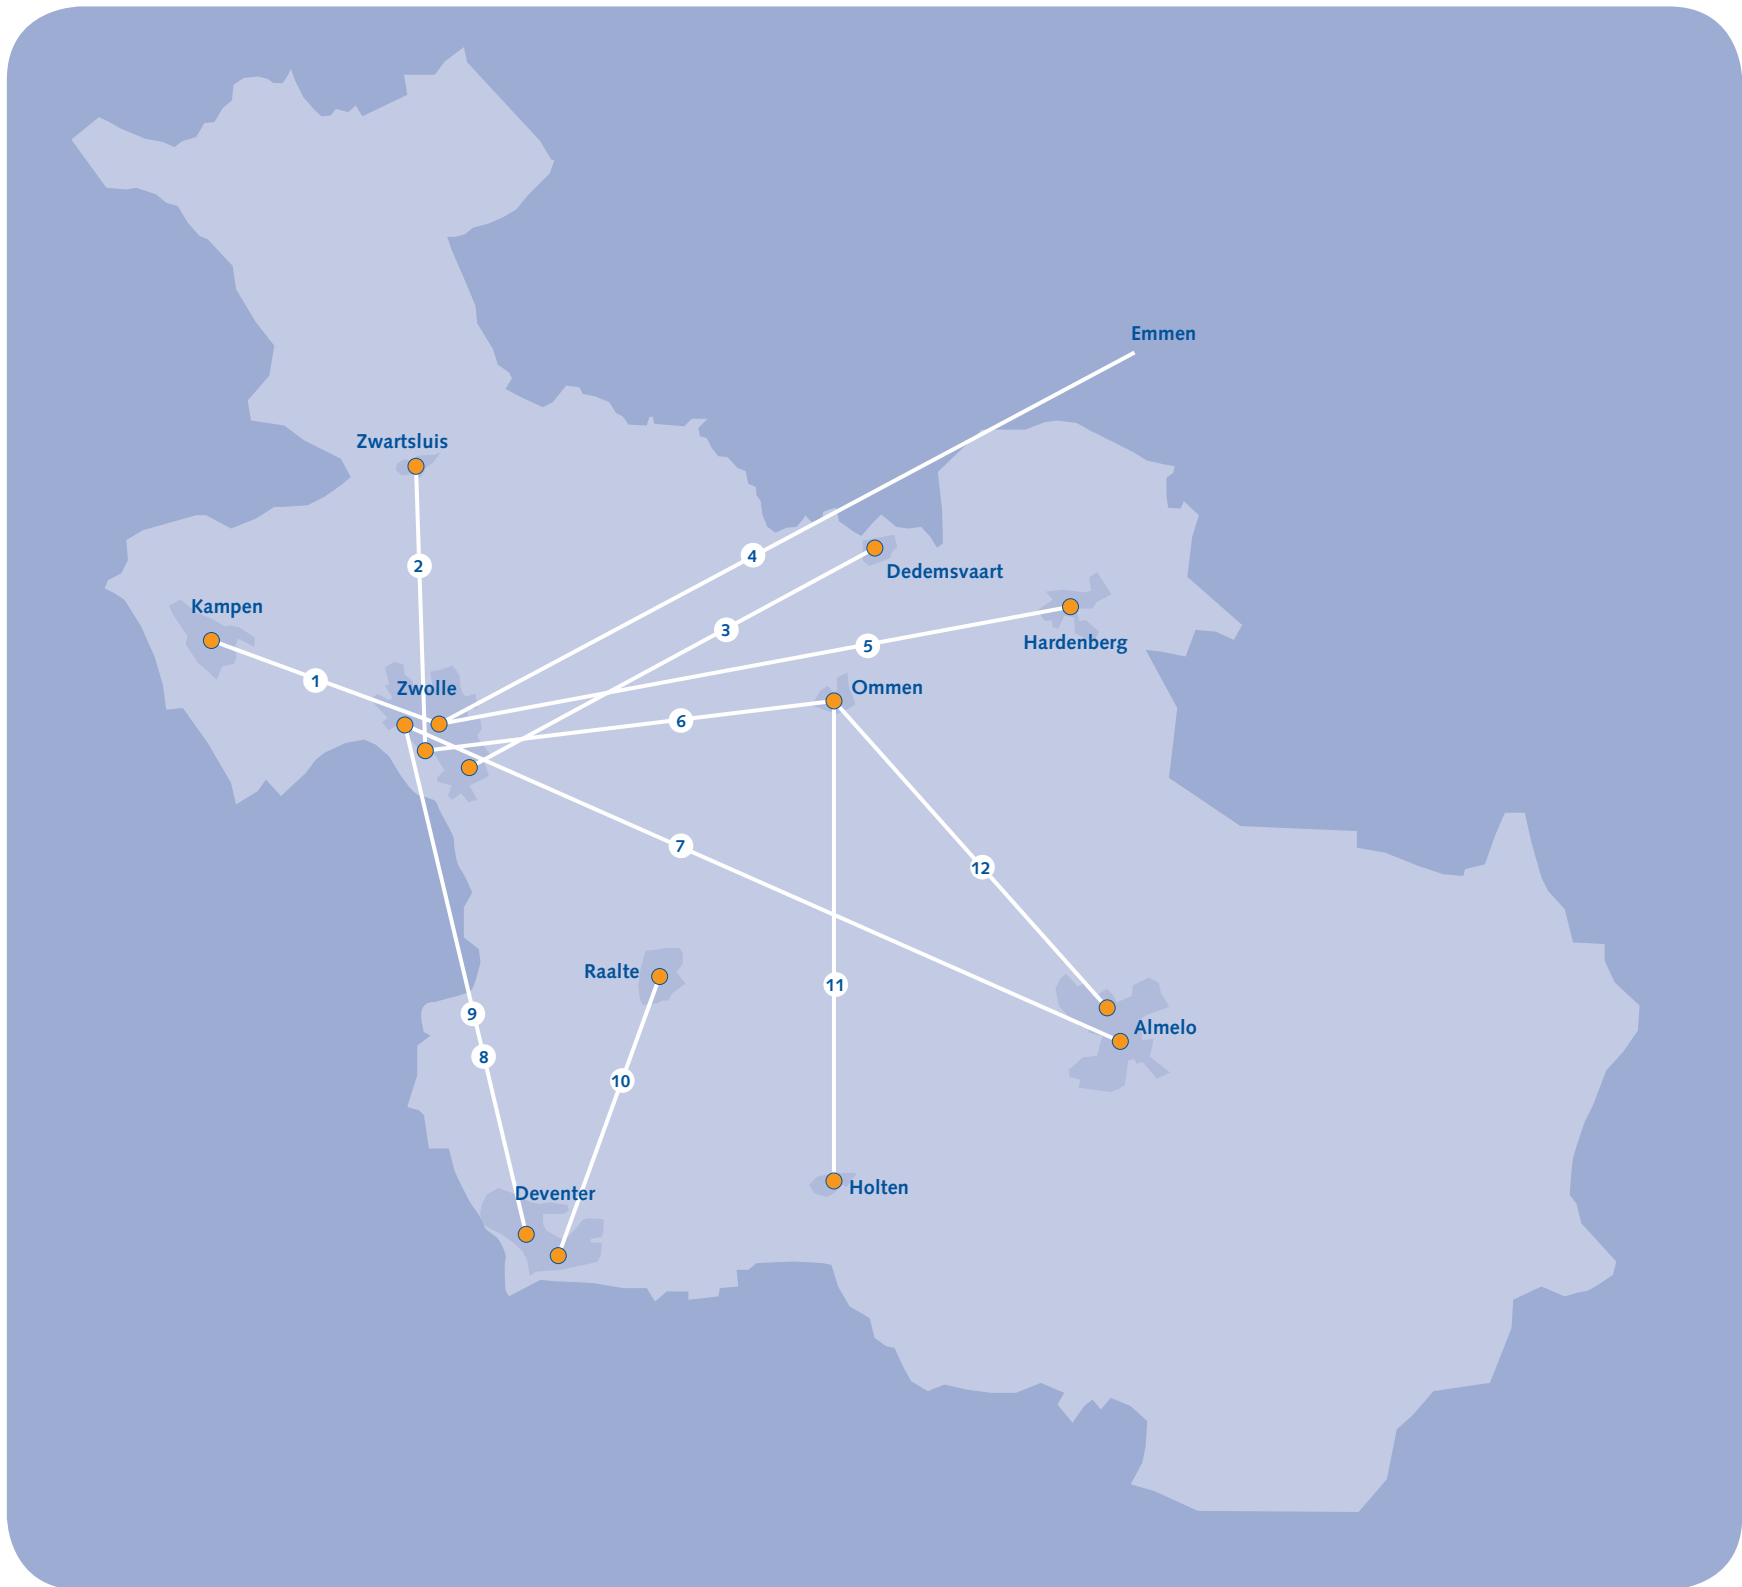 Emmen
Zwartsluis
4
2
Dedemsvaart
Kampen
3
5
Hardenberg
1
Zwolle
Ommen
6
7
12
Raalte
11
9
Almelo
8
10
Deventer
Holten